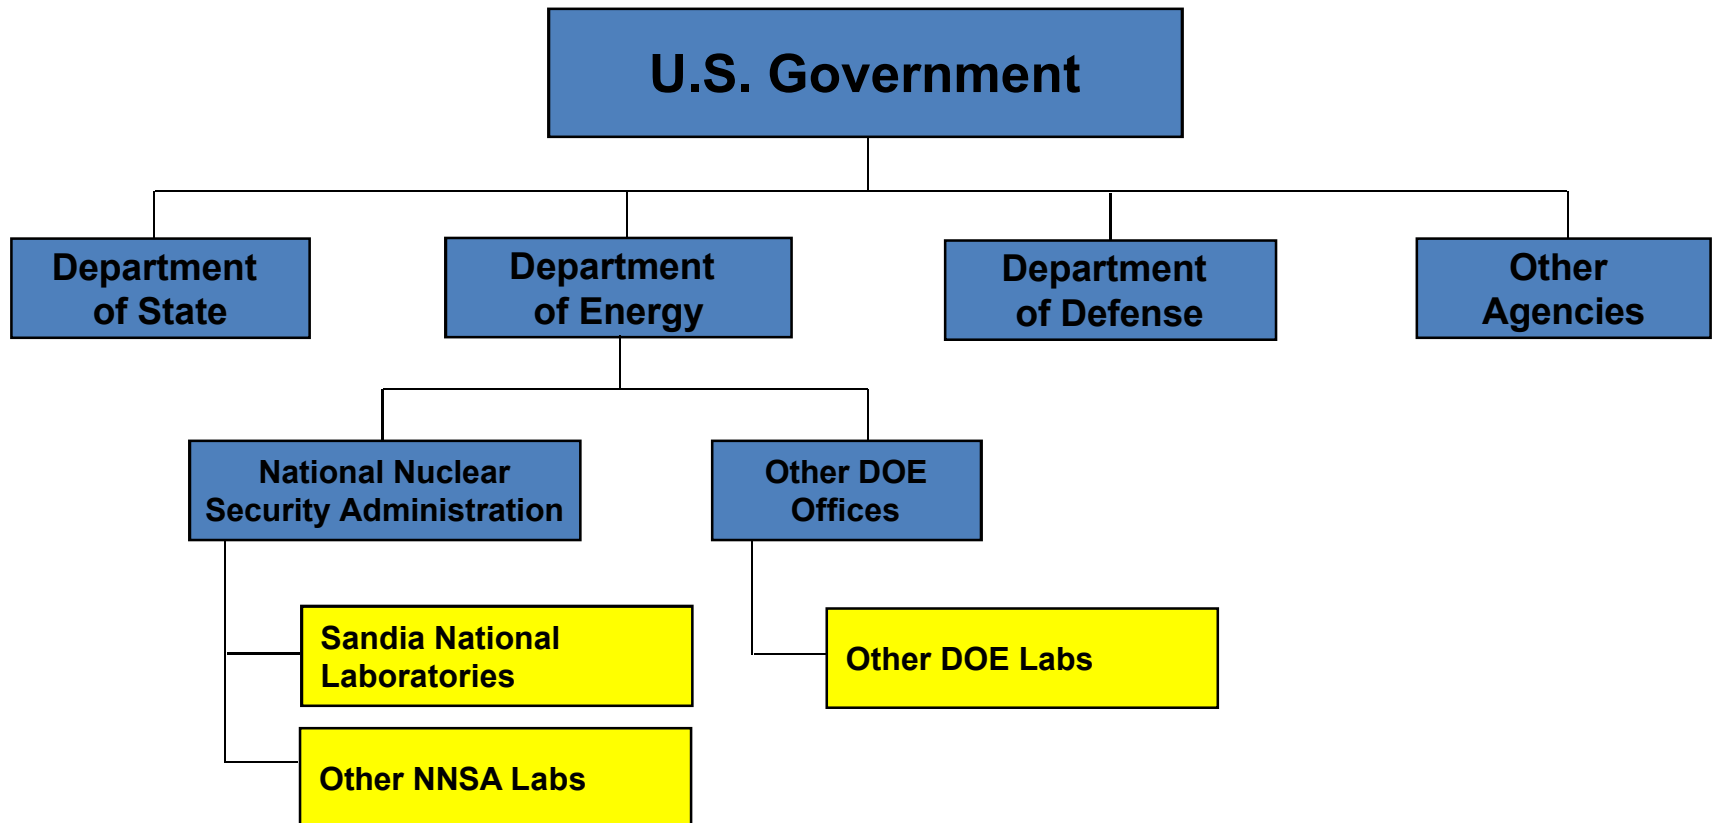 U.S. Government
Department
of State
Department
of Energy
Department
of Defense
Other
Agencies
National Nuclear
Security Administration
Other DOE
Offices
Sandia National
Laboratories
Other DOE Labs
Other NNSA Labs